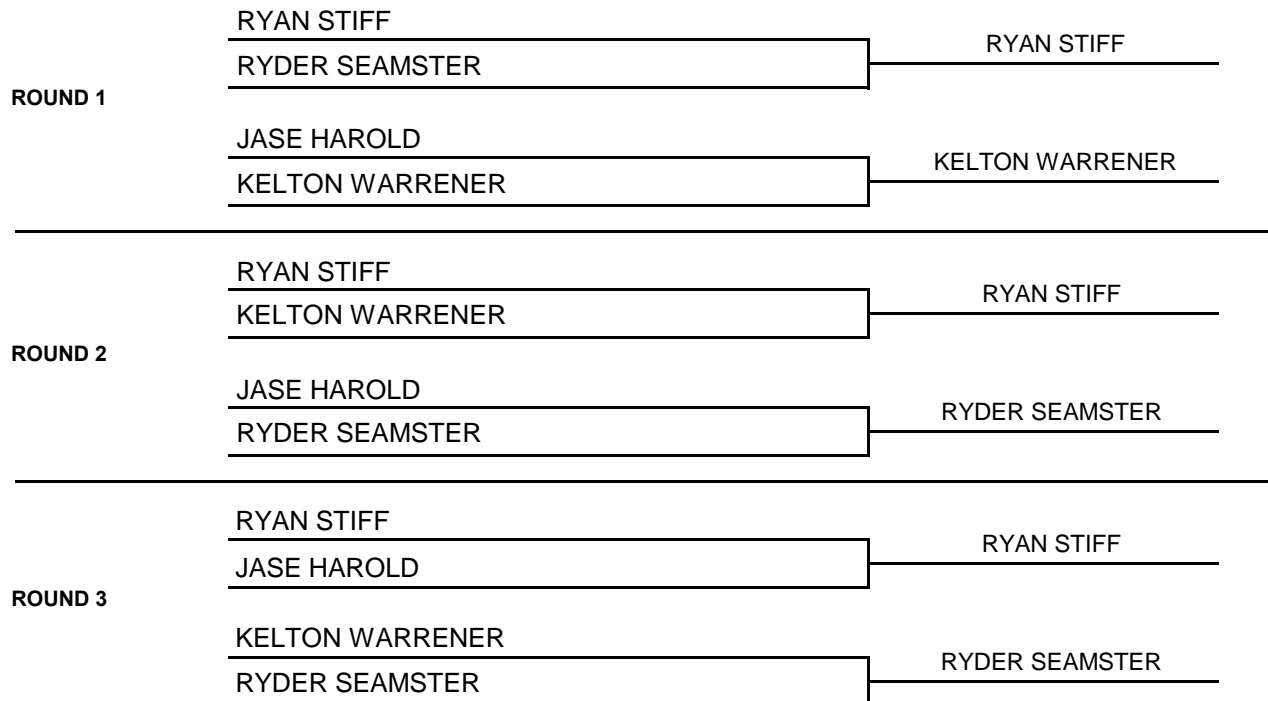 RYAN STIFF
RYAN STIFF
RYDER SEAMSTER
ROUND 1
JASE HAROLD
KELTON WARRENER
KELTON WARRENER
RYAN STIFF
RYAN STIFF
KELTON WARRENER
ROUND 2
JASE HAROLD
RYDER SEAMSTER
RYDER SEAMSTER
RYAN STIFF
RYAN STIFF
JASE HAROLD
ROUND 3
KELTON WARRENER
RYDER SEAMSTER
RYDER SEAMSTER